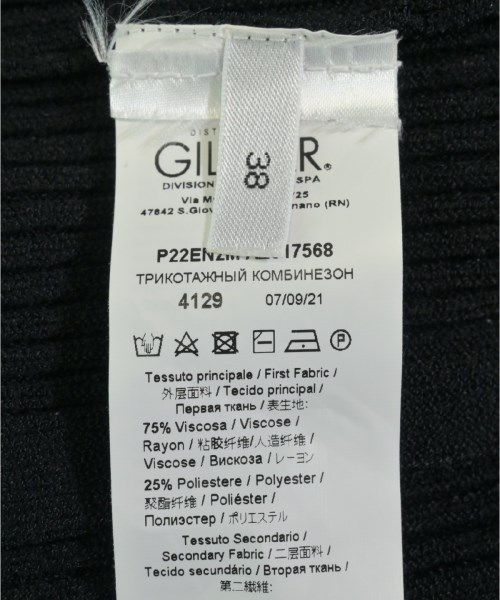 38
DIVISION SPA
Via 25
47842 S.Giov nano (RN)
P22EN 17568
ТРИКОТАЖНЫЙ КОМБИНЕЗОН
4129 07/09/21
P
Tessuto principale / First Fabric /
外层面料 / Tecido principal /
Первая ткань / 表生地:
75% Viscosa / Viscose /
Rayon / 粘胶纤维/人造纤维 /
Viscose / Вискоза / レーヨン
25% Poliestere / Polyester /
聚酯纤维 / Poliéster /
Полиэстер / ポリエステル
Tessuto Secondario /
Secondary Fabric / 二层面料 /
Tecido secundário / Вторая ткань /
第二繊維: